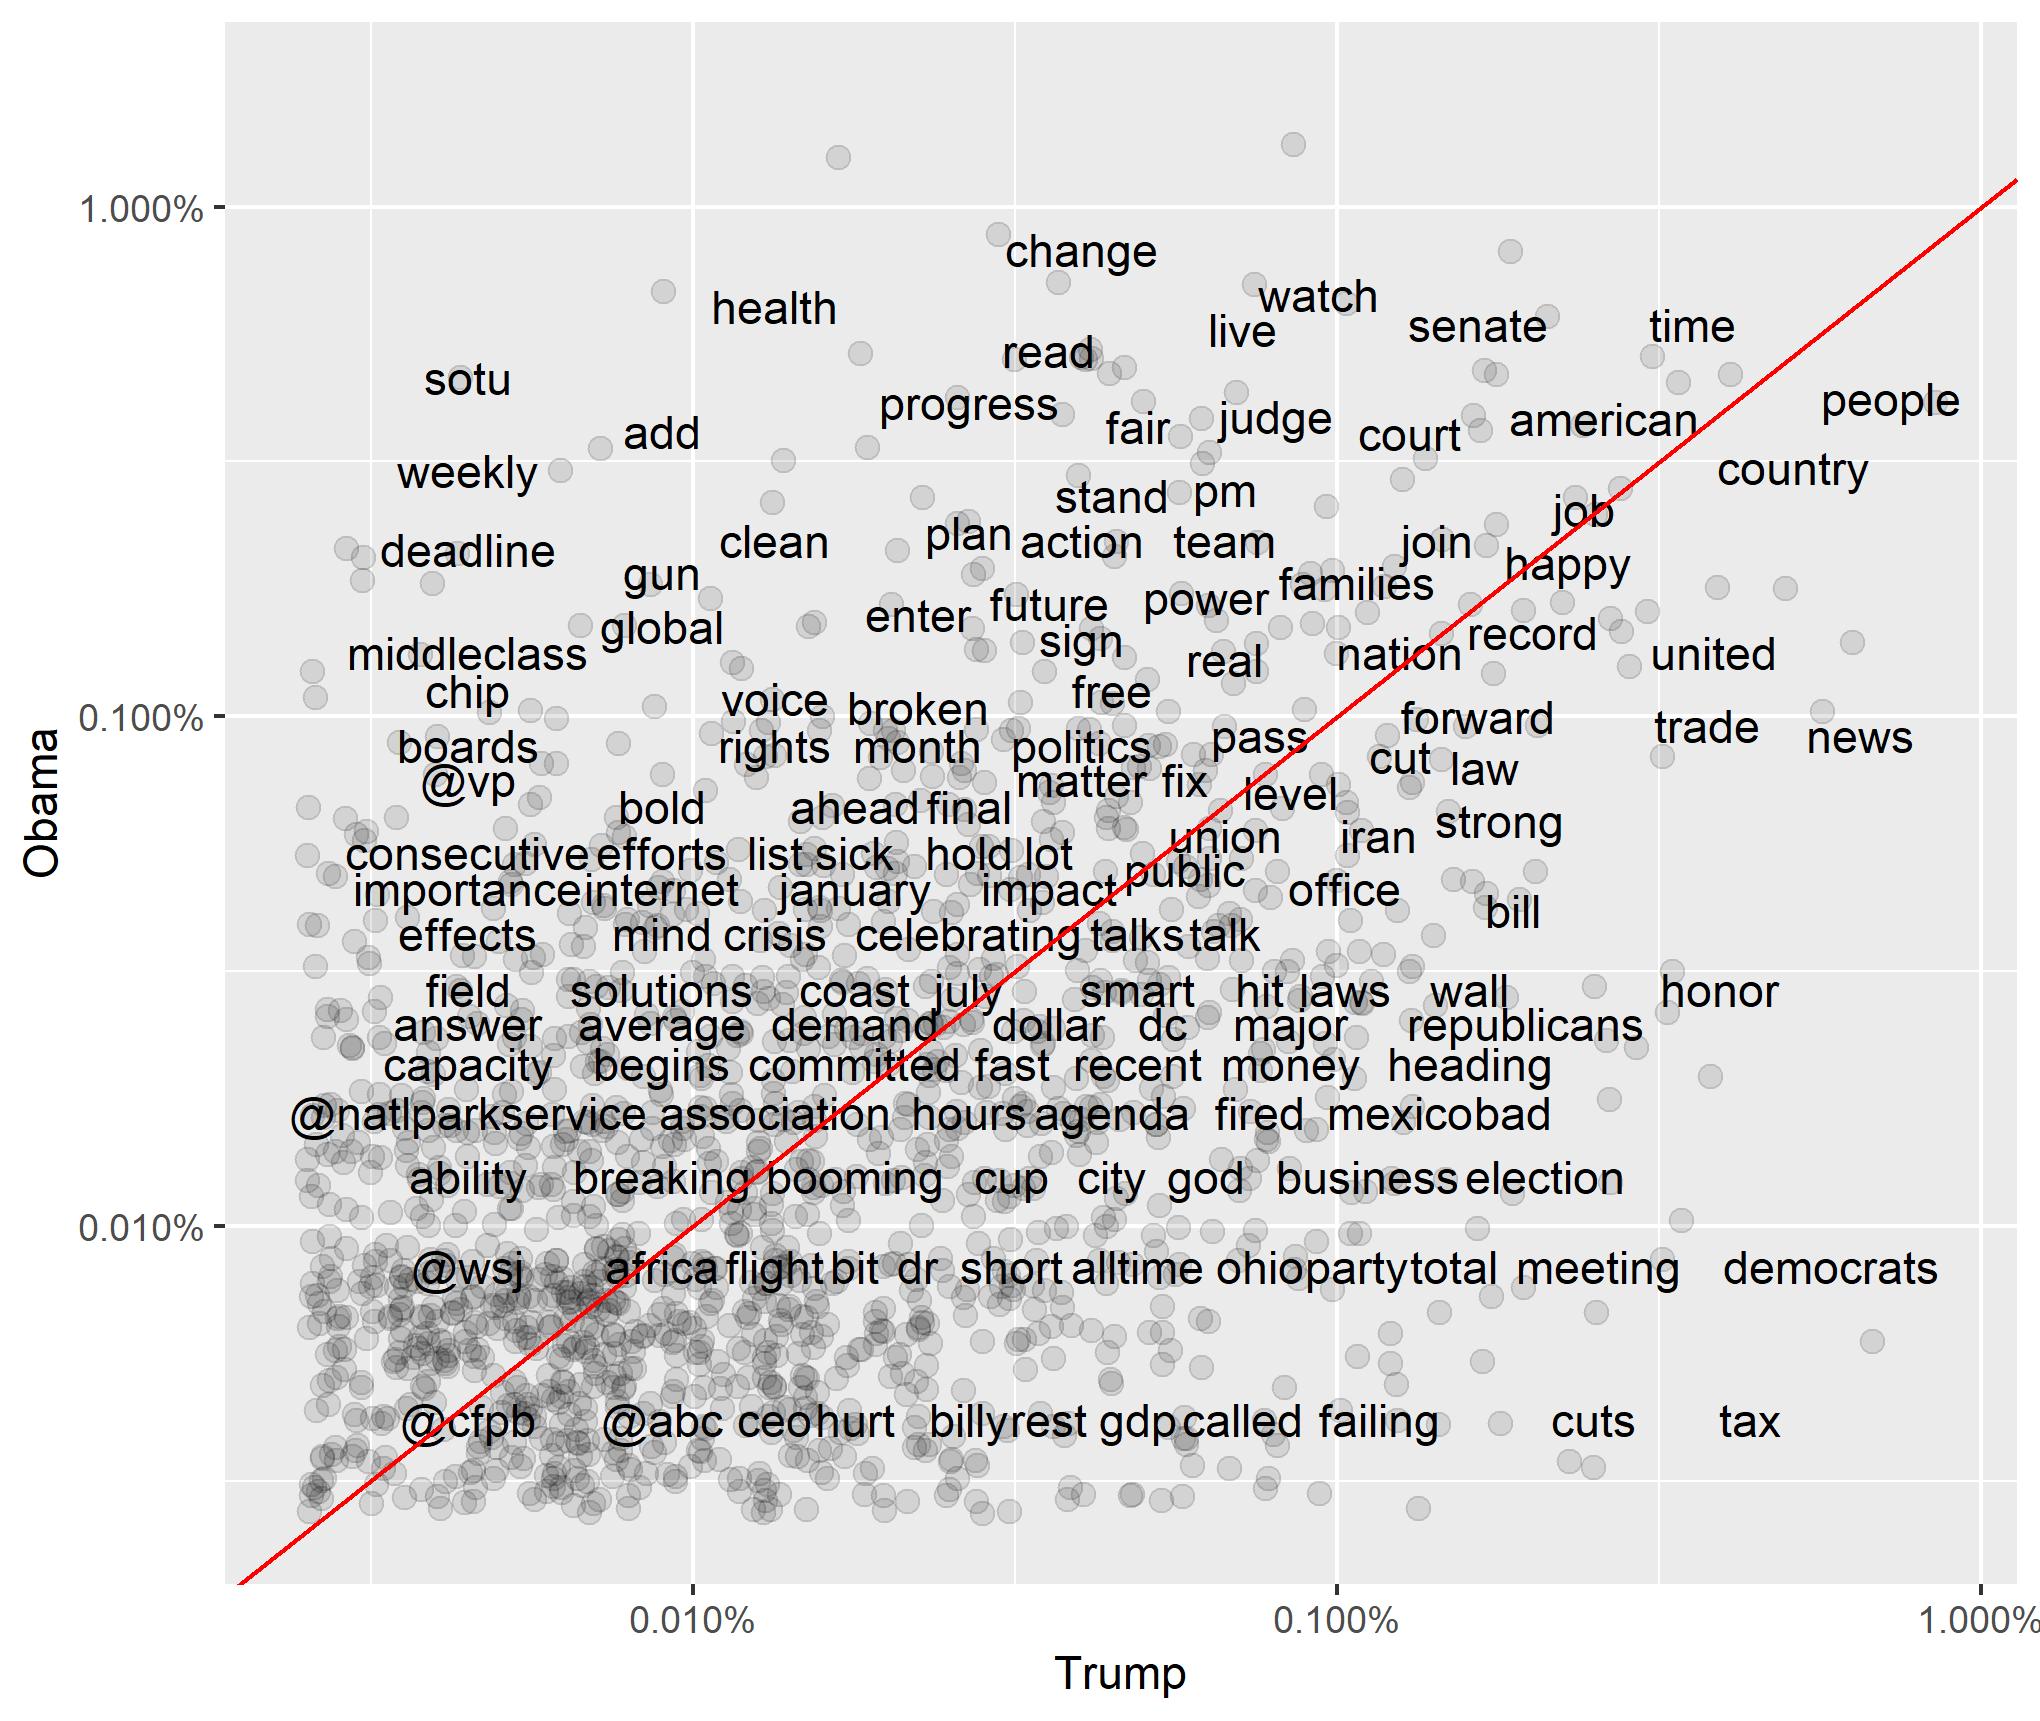 change
watch
health
live senate time
read
sotu
progress people
fair judge american
add court
weekly country
stand pm
job
plan
clean action team join
deadline
happy
gun families
future power
enter
global sign record
middleclass real nation united
chip free
voice broken
forward
trade
boards rights month politics pass news
cut law
@vp matter fix
level
bold ahead final
strong
union iran
consecutive efforts list sick hold lot
public
importance internet january impact office
bill
effects mind crisis celebrating talks talk
field solutions coast july smart hit laws wall honor
answer average demand dollar dc major republicans
capacity begins committed fast recent money heading
@natlparkservice association hours agenda fired mexico bad
ability breaking booming cup city god business election
@wsj africa flight bit dr short alltime ohio party total meeting democrats
@cfpb @abc ceo hurt billy rest gdp called failing cuts tax
1.000%
0.100%
0.010%
Obama
0.010% 0.100% 1.000%
Trump